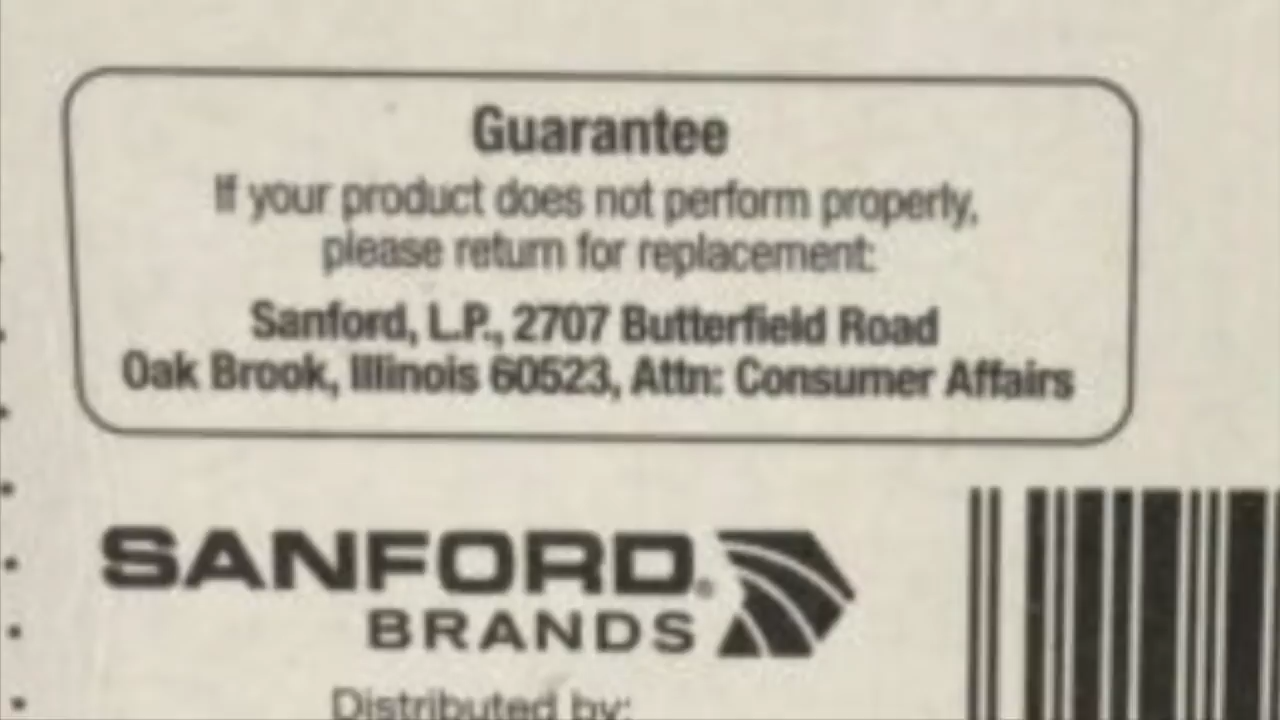 Guarantee
If your product does not perform properly,
please return for replacement:
Sanford, L.P., 2707 Butterfield Road
Oak Brook, Illinois 60523, Attn: Consumer Affairs
SANFORD®
BRANDS
Distributed by: